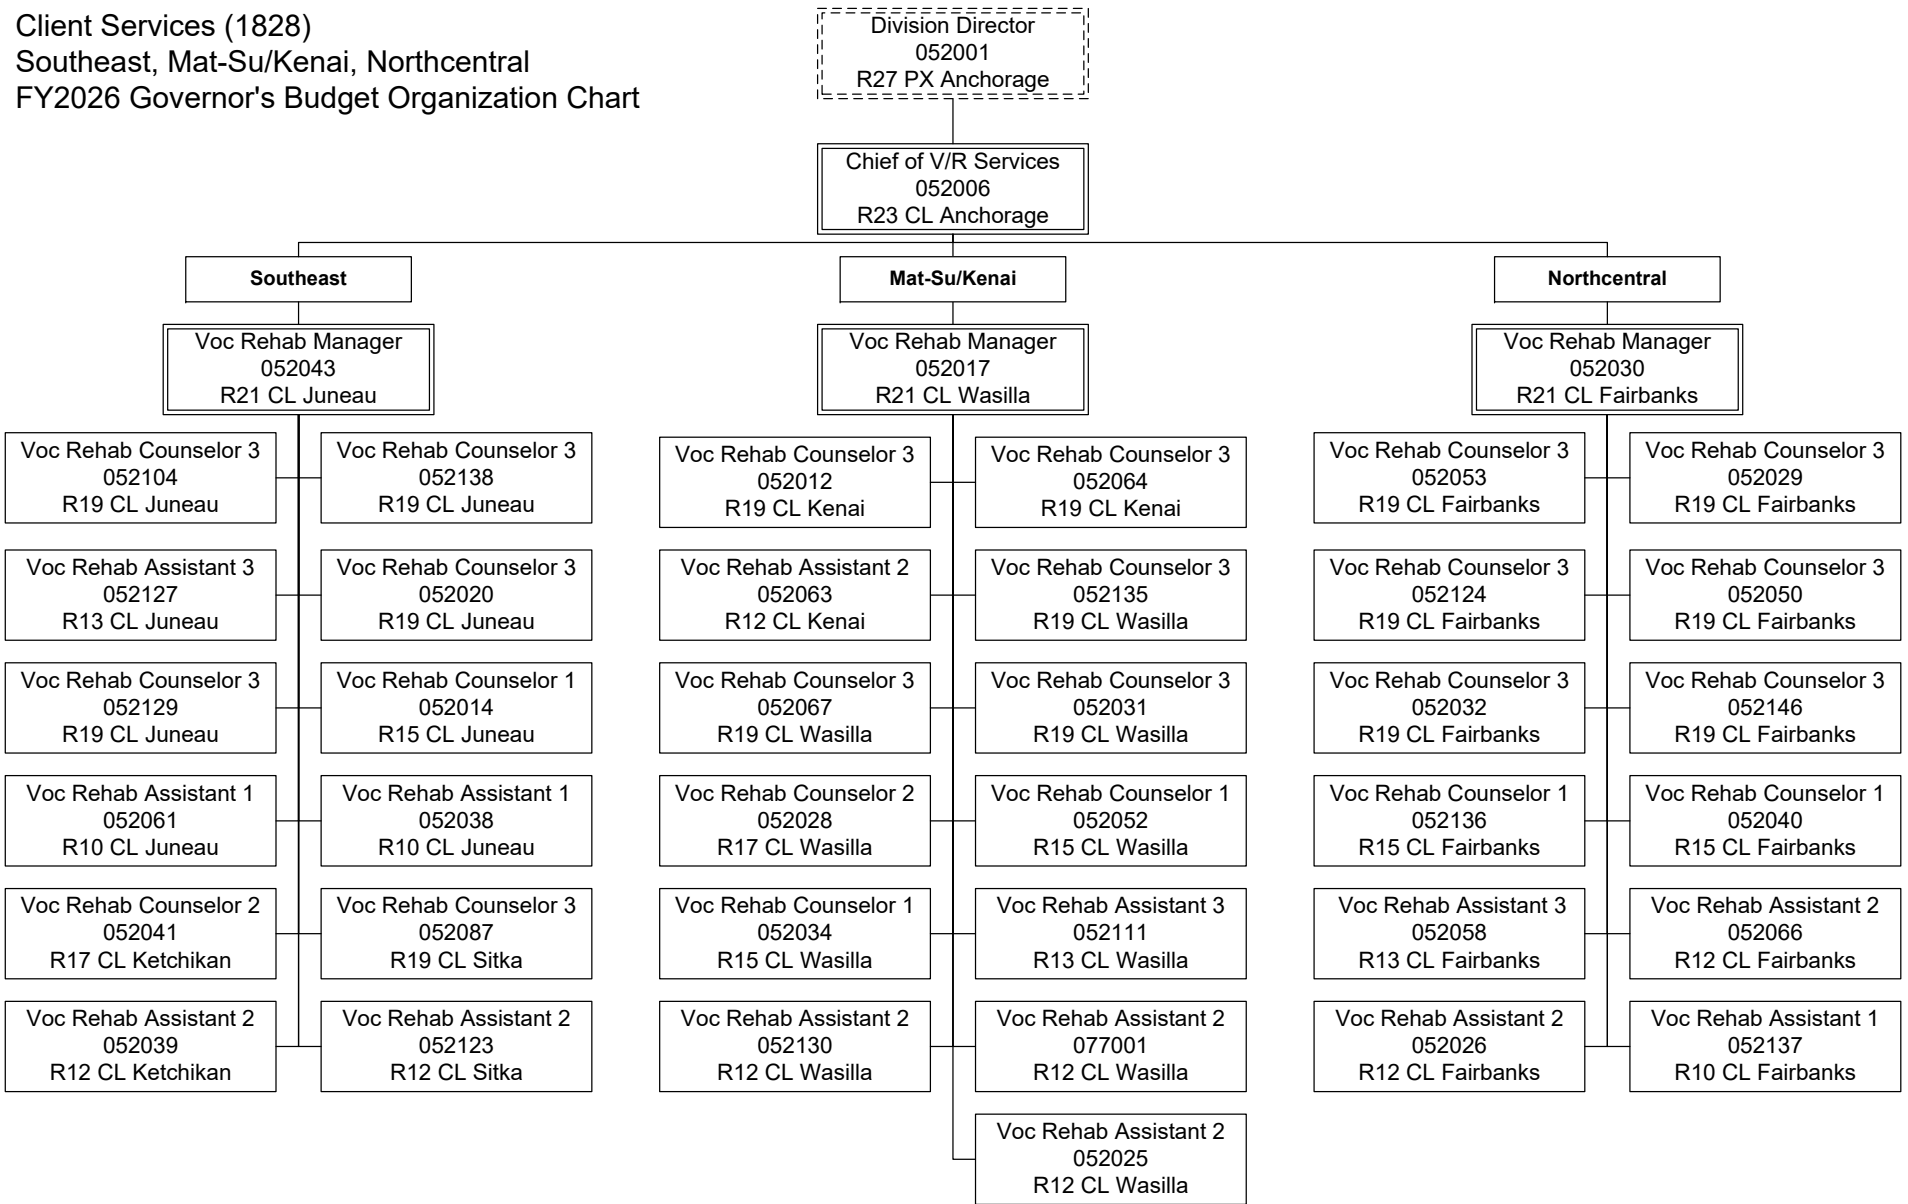 Client Services (1828)
Southeast, Mat-Su/Kenai, Northcentral
FY2026 Governor's Budget Organization Chart
Division Director
052001
R27 PX Anchorage
Chief of V/R Services
052006
R23 CL Anchorage
Southeast
Voc Rehab Manager
052043
R21 CL Juneau
Voc Rehab Counselor 3
052104
R19 CL Juneau
Voc Rehab Counselor 3
052138
R19 CL Juneau
Voc Rehab Assistant 3
052127
R13 CL Juneau
Voc Rehab Counselor 3
052020
R19 CL Juneau
Voc Rehab Counselor 3
052129
R19 CL Juneau
Voc Rehab Counselor 1
052014
R15 CL Juneau
Voc Rehab Assistant 1
052061
R10 CL Juneau
Voc Rehab Assistant 1
052038
R10 CL Juneau
Voc Rehab Counselor 2
052041
R17 CL Ketchikan
Voc Rehab Counselor 3
052087
R19 CL Sitka
Voc Rehab Assistant 2
052039
R12 CL Ketchikan
Voc Rehab Assistant 2
052123
R12 CL Sitka
Mat-Su/Kenai
Voc Rehab Manager
052017
R21 CL Wasilla
Voc Rehab Counselor 3
052012
R19 CL Kenai
Voc Rehab Counselor 3
052064
R19 CL Kenai
Voc Rehab Assistant 2
052063
R12 CL Kenai
Voc Rehab Counselor 3
052135
R19 CL Wasilla
Voc Rehab Counselor 3
052067
R19 CL Wasilla
Voc Rehab Counselor 3
052031
R19 CL Wasilla
Voc Rehab Counselor 2
052028
R17 CL Wasilla
Voc Rehab Counselor 1
052052
R15 CL Wasilla
Voc Rehab Counselor 1
052034
R15 CL Wasilla
Voc Rehab Assistant 3
052111
R13 CL Wasilla
Voc Rehab Assistant 2
052130
R12 CL Wasilla
Voc Rehab Assistant 2
077001
R12 CL Wasilla
Voc Rehab Assistant 2
052025
R12 CL Wasilla
Northcentral
Voc Rehab Manager
052030
R21 CL Fairbanks
Voc Rehab Counselor 3
052053
R19 CL Fairbanks
Voc Rehab Counselor 3
052029
R19 CL Fairbanks
Voc Rehab Counselor 3
052124
R19 CL Fairbanks
Voc Rehab Counselor 3
052050
R19 CL Fairbanks
Voc Rehab Counselor 3
052032
R19 CL Fairbanks
Voc Rehab Counselor 3
052146
R19 CL Fairbanks
Voc Rehab Counselor 1
052136
R15 CL Fairbanks
Voc Rehab Counselor 1
052040
R15 CL Fairbanks
Voc Rehab Assistant 3
052058
R13 CL Fairbanks
Voc Rehab Assistant 2
052066
R12 CL Fairbanks
Voc Rehab Assistant 2
052026
R12 CL Fairbanks
Voc Rehab Assistant 1
052137
R10 CL Fairbanks